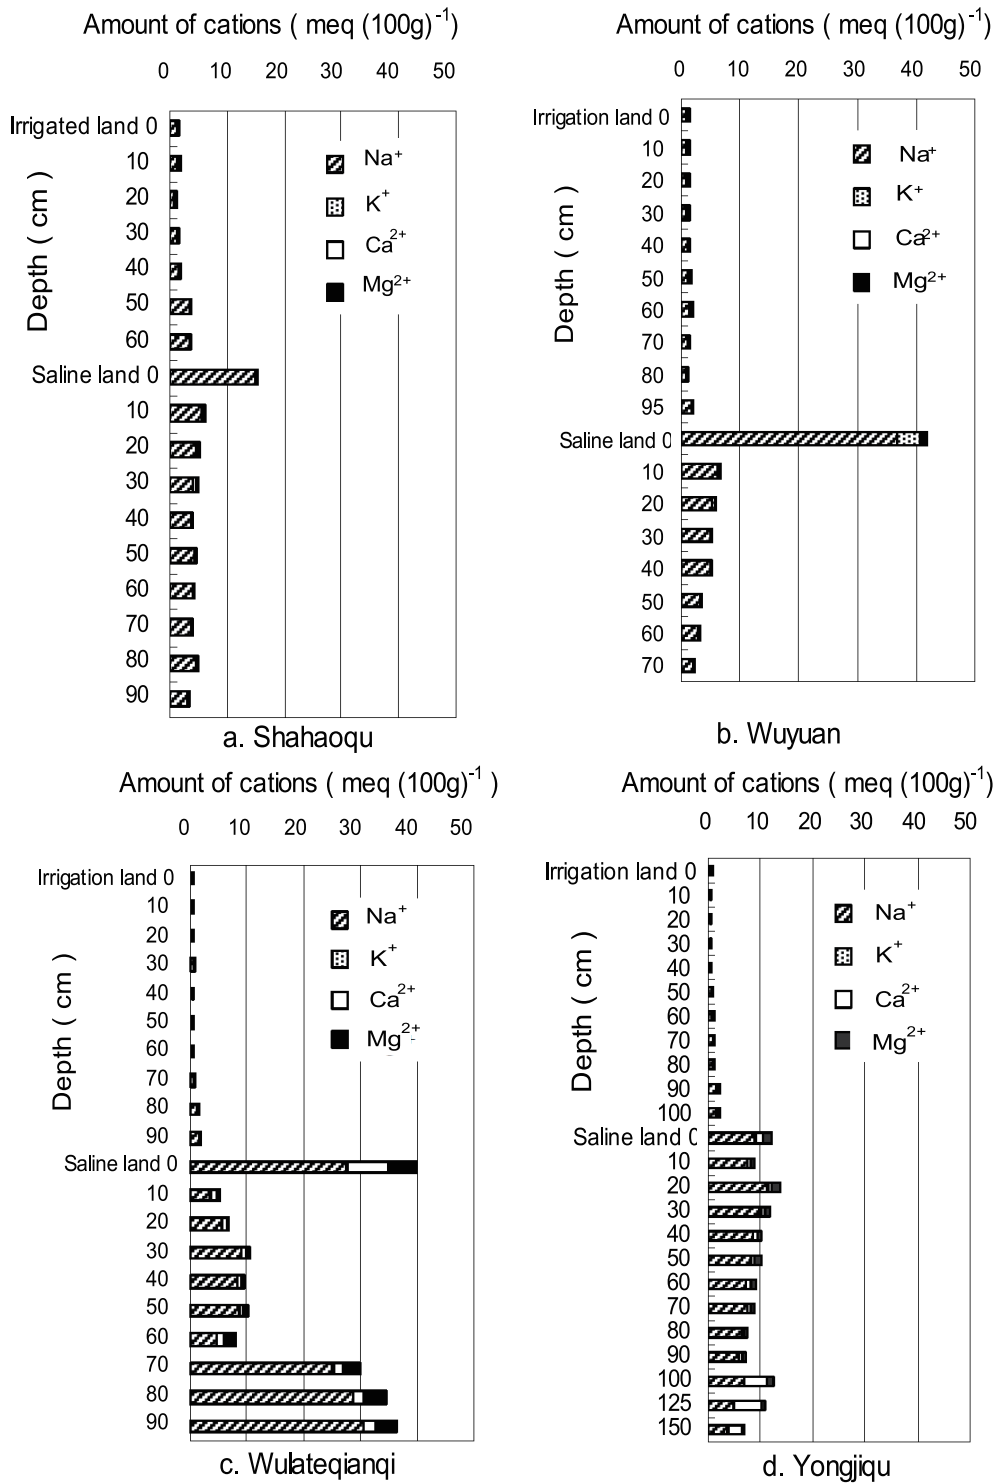 Amount of cations ( meq (100g)-1)
0 10 20 30 40 50
Irrigated land 0
10
20
30
40
50
60
Saline land 0
10
20
30
40
50
60
70
80
90
Depth ( cm )
Na+
K+
Ca2+
Mg2+
a. Shahaoqu
Amount of cations ( meq (100g)-1)
0 10 20 30 40 50
Irrigation land 0
10
20
30
40
50
60
70
80
95
Saline land 0
10
20
30
40
50
60
70
Depth ( cm )
Na+
K+
Ca2+
Mg2+
b. Wuyuan
Amount of cations ( meq (100g)-1 )
0 10 20 30 40 50
Irrigation land 0
10
20
30
40
50
60
70
80
90
Saline land 0
10
20
30
40
50
60
70
80
90
Depth ( cm )
Na+
K+
Ca2+
Mg2+
c. Wulateqianqi
Amount of cations ( meq (100g)-1)
0 10 20 30 40 50
Irrigation land 0
10
20
30
40
50
60
70
80
90
100
Saline land 0
10
20
30
40
50
60
70
80
90
100
125
150
Depth ( cm )
Na+
K+
Ca2+
Mg2+
d. Yongjiqu